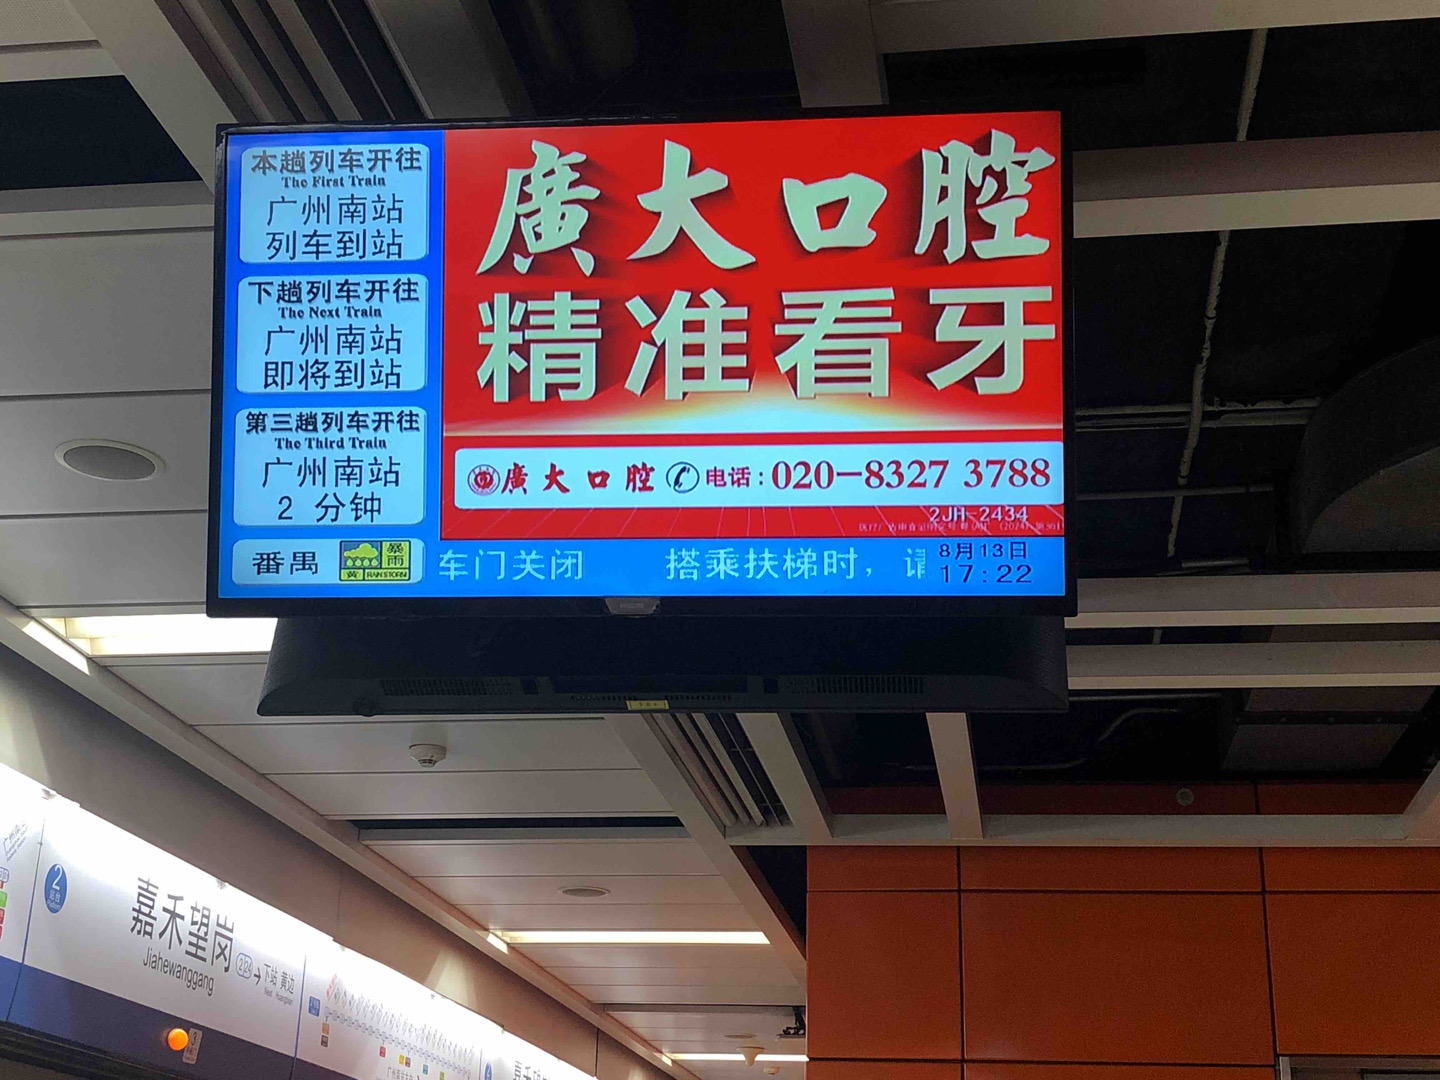 本趟列车开往
The First Train
广州南站
列车到站
下趟列车开往
The Next Train
广州南站
即将到站
第三趟列车开往
The Third Train
广州南站
2 分钟
番禺
暴雨
黄 RAIN STORM
廣大口腔
精准看牙
廣大口腔 电话:020-8327 3788
2JH-2434
车门关闭 搭乘扶梯时,
8月13日
17:22
2
嘉禾望岗
Jiahewanggang
下站 黄边